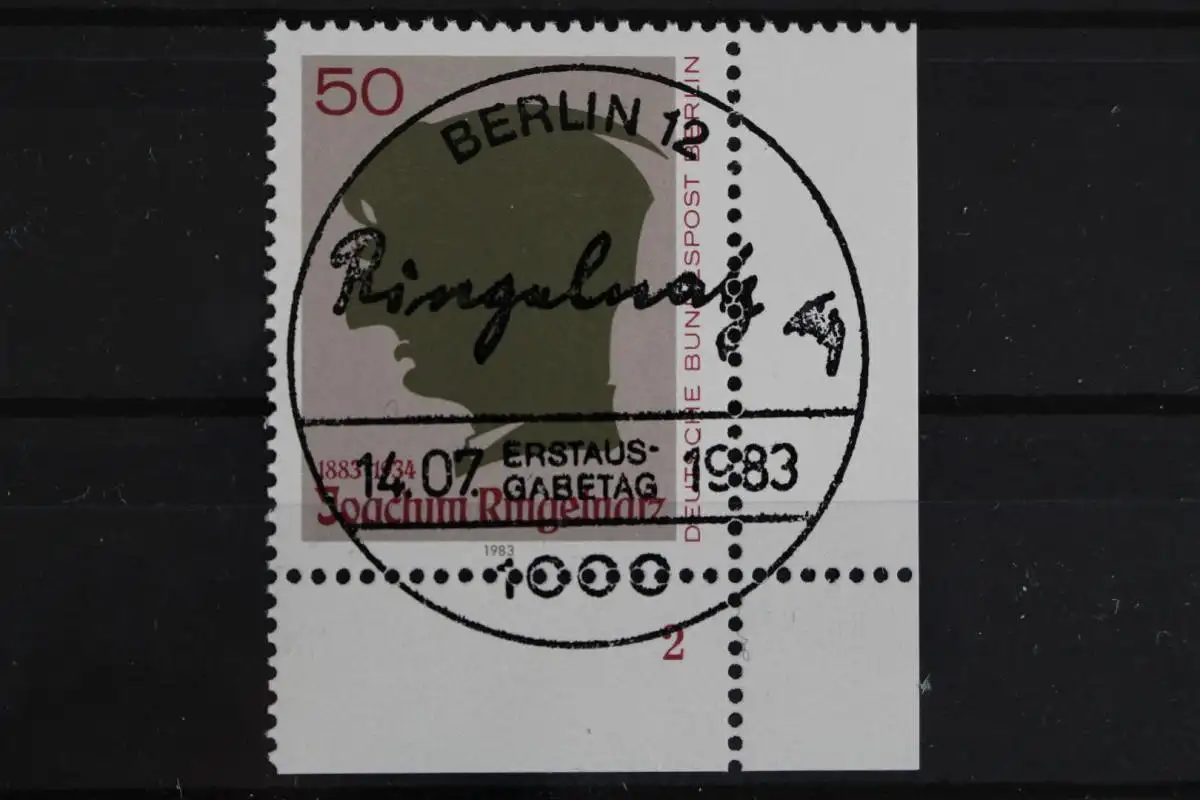 50
BERLIN 12
DEUTSCHE BUNDESPOST BERLIN
Ringelnatz
14.07. ERSTAUS-
GABETAG 1983
1883-1934
Joachim Ringelnatz
1983
1000
2